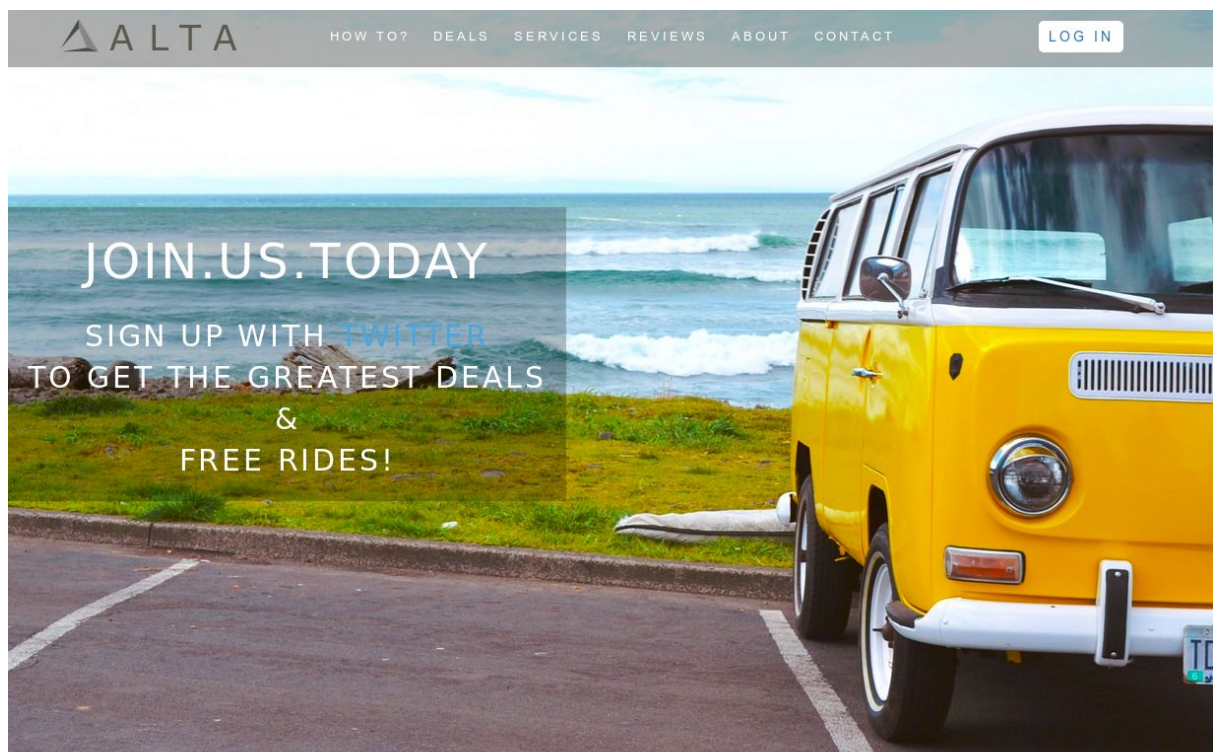 ALTA
HOW TO? DEALS SERVICES REVIEWS ABOUT CONTACT
LOG IN
JOIN.US.TODAY
SIGN UP WITH TWITTER
TO GET THE GREATEST DEALS
&
FREE RIDES!
6